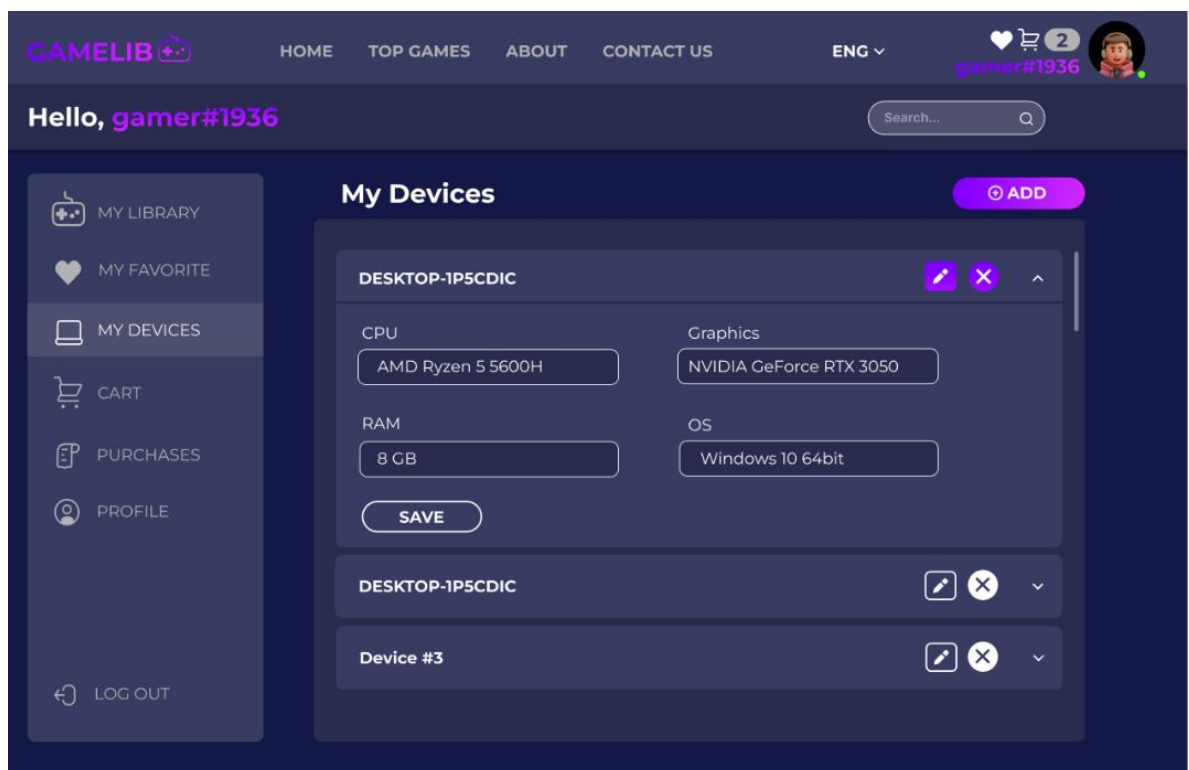 GAMELIB
HOME TOP GAMES ABOUT CONTACT US ENG 2
gamer#1936
Hello, gamer#1936
Search...
MY LIBRARY
MY FAVORITE
MY DEVICES
CART
PURCHASES
PROFILE
LOG OUT
My Devices
ADD
DESKTOP-1P5CDIC
CPU Graphics
AMD Ryzen 5 5600H NVIDIA GeForce RTX 3050
RAM OS
8 GB Windows 10 64bit
SAVE
DESKTOP-1P5CDIC
Device #3